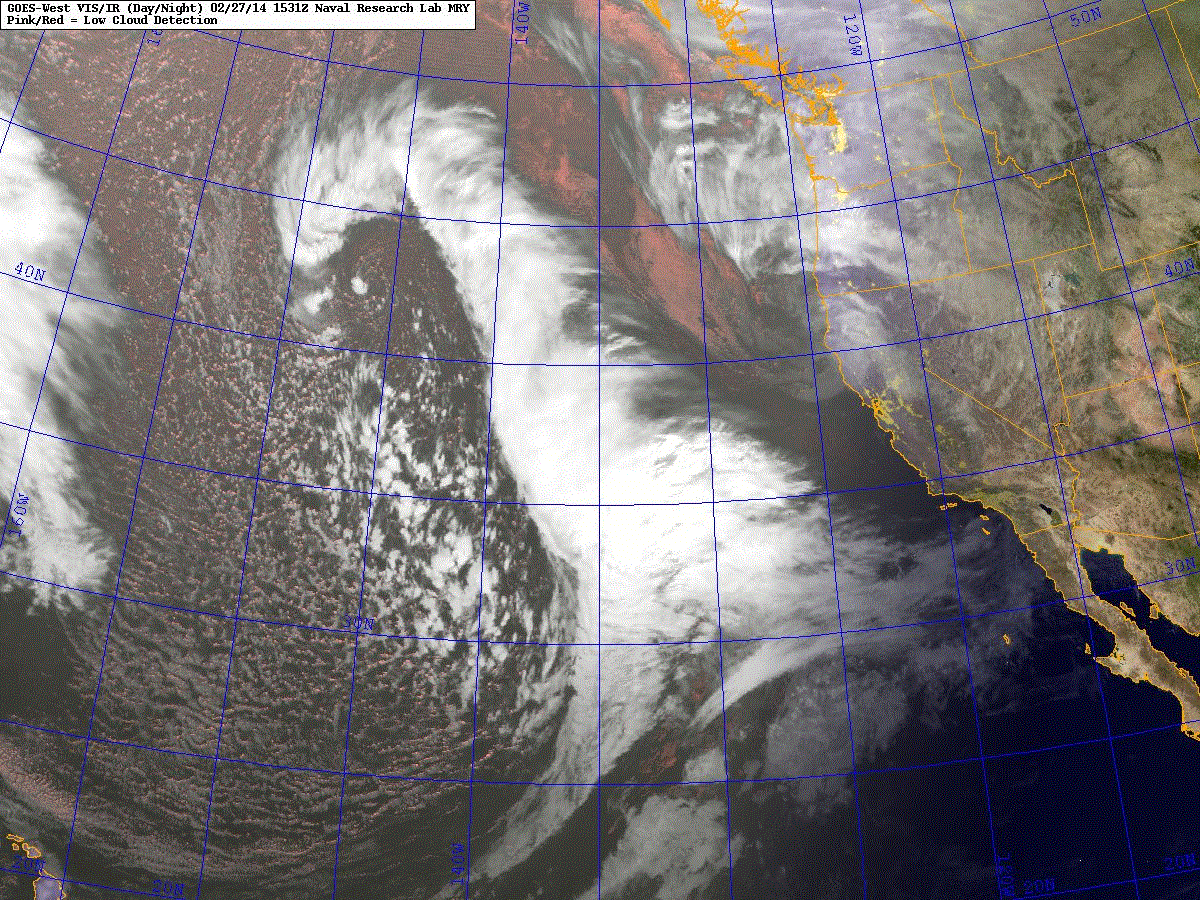 GOES-West VIS/IR (Day/Night) 02/27/14 1531Z Naval Research Lab MRY
Pink/Red = Low Cloud Detection
140W
120W
50N
40N
40N
160W
30N
30N
20N
20N
140W
120W
20N
20N